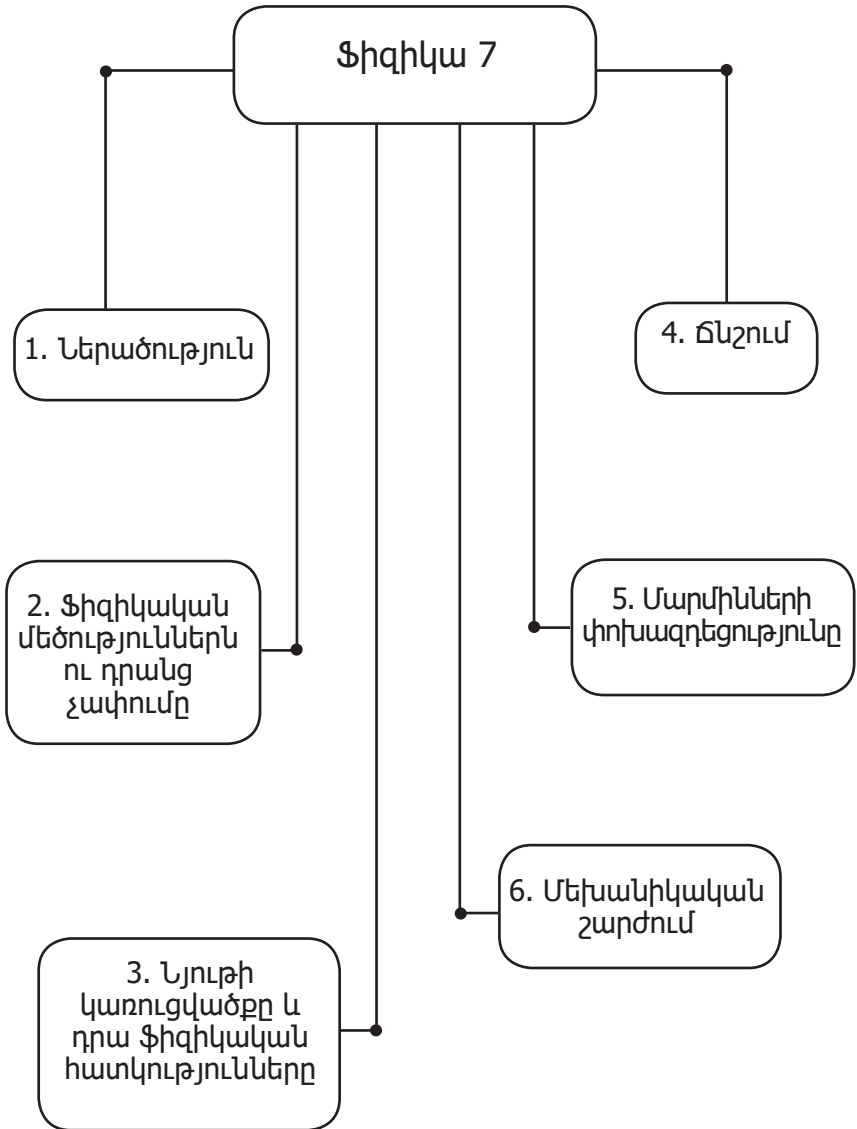 Ֆիզիկա 7
1. Ներածություն
2. Ֆիզիկական
մեծություններն
ու դրանց
չափումը
3. Նյութի
կառուցվածքը և
դրա ֆիզիկական
հատկությունները
4. Ճնշում
5. Մարմինների
փոխազդեցությունը
6. Մեխանիկական
շարժում